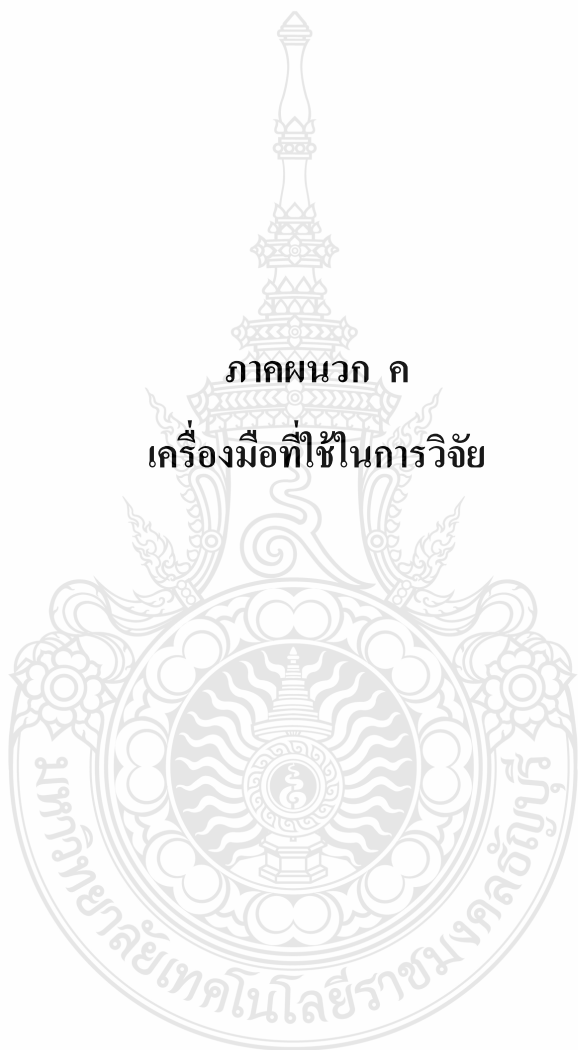 ภาคผนวก ค
เครื่องมือที่ใช้ในการวิจัย
มหาวิทยาลัยเทคโนโลยีราชมงคลธัญบุรี